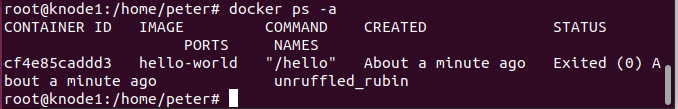 root@knode1:/home/peter# docker ps -a
CONTAINER ID   IMAGE         COMMAND    CREATED              STATUS
                       PORTS     NAMES
cf4e85caddd3   hello-world   "/hello"   About a minute ago   Exited (0) A
bout a minute ago              unruffled_rubin
root@knode1:/home/peter#